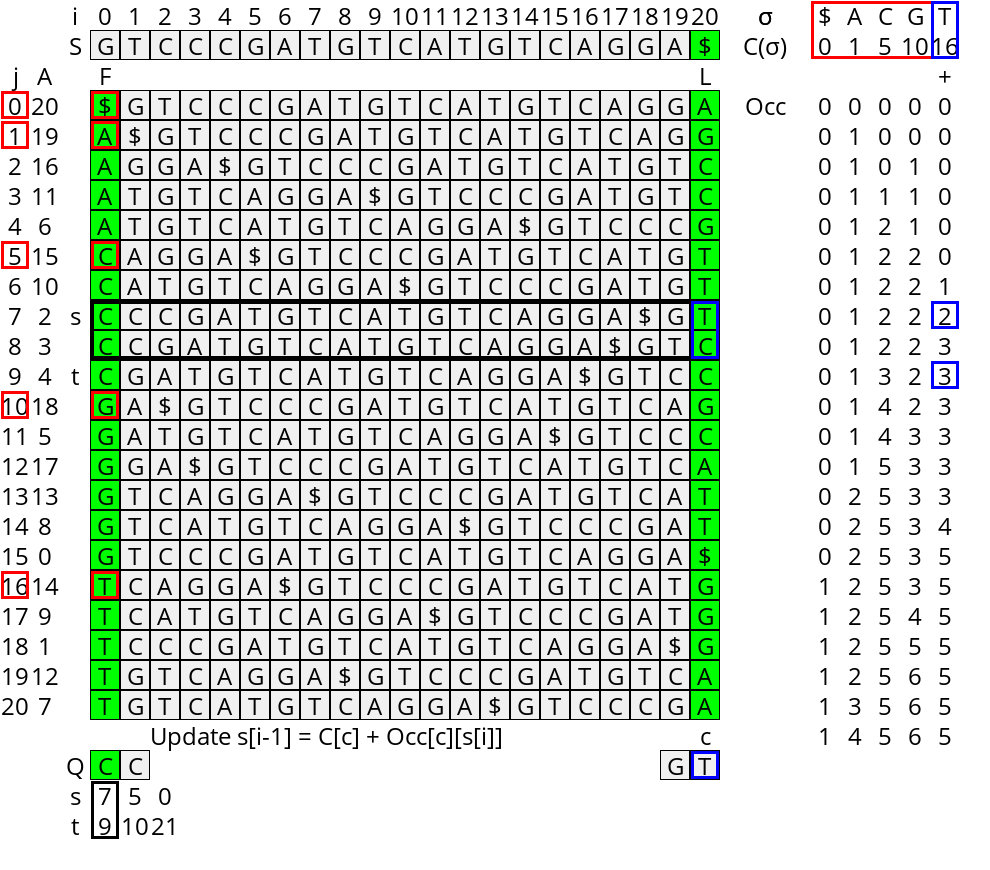 i 0 1 2 3 4 5 6 7 8 9 10 11 12 13 14 15 16 17 18 19 20 σ $ A C G T
S G T C C C G A T G T C A T G T C A G G A $ C(σ) 0 1 5 10 16
j A F L +
0 20 $ G T C C C G A T G T C A T G T C A G G A Occ 0 0 0 0 0
1 19 A $ G T C C C G A T G T C A T G T C A G G 0 1 0 0 0
2 16 A G G A $ G T C C C G A T G T C A T G T C 0 1 0 1 0
3 11 A T G T C A G G A $ G T C C C G A T G T C 0 1 1 1 0
4 6 A T G T C A T G T C A G G A $ G T C C C G 0 1 2 1 0
5 15 C A G G A $ G T C C C G A T G T C A T G T 0 1 2 2 0
6 10 C A T G T C A G G A $ G T C C C G A T G T 0 1 2 2 1
7 2 s C C C G A T G T C A T G T C A G G A $ G T 0 1 2 2 2
8 3 C C G A T G T C A T G T C A G G A $ G T C 0 1 2 2 3
9 4 t C G A T G T C A T G T C A G G A $ G T C C 0 1 3 2 3
10 18 G A $ G T C C C G A T G T C A T G T C A G 0 1 4 2 3
11 5 G A T G T C A T G T C A G G A $ G T C C C 0 1 4 3 3
12 17 G G A $ G T C C C G A T G T C A T G T C A 0 1 5 3 3
13 13 G T C A G G A $ G T C C C G A T G T C A T 0 2 5 3 3
14 8 G T C A T G T C A G G A $ G T C C C G A T 0 2 5 3 4
15 0 G T C C C G A T G T C A T G T C A G G A $ 0 2 5 3 5
16 14 T C A G G A $ G T C C C G A T G T C A T G 1 2 5 3 5
17 9 T C A T G T C A G G A $ G T C C C G A T G 1 2 5 4 5
18 1 T C C C G A T G T C A T G T C A G G A $ G 1 2 5 5 5
19 12 T G T C A G G A $ G T C C C G A T G T C A 1 2 5 6 5
20 7 T G T C A T G T C A G G A $ G T C C C G A 1 3 5 6 5
Update s[i-1] = C[c] + Occ[c][s[i]] c 1 4 5 6 5
Q C C G T
s 7 5 0
t 9 10 21